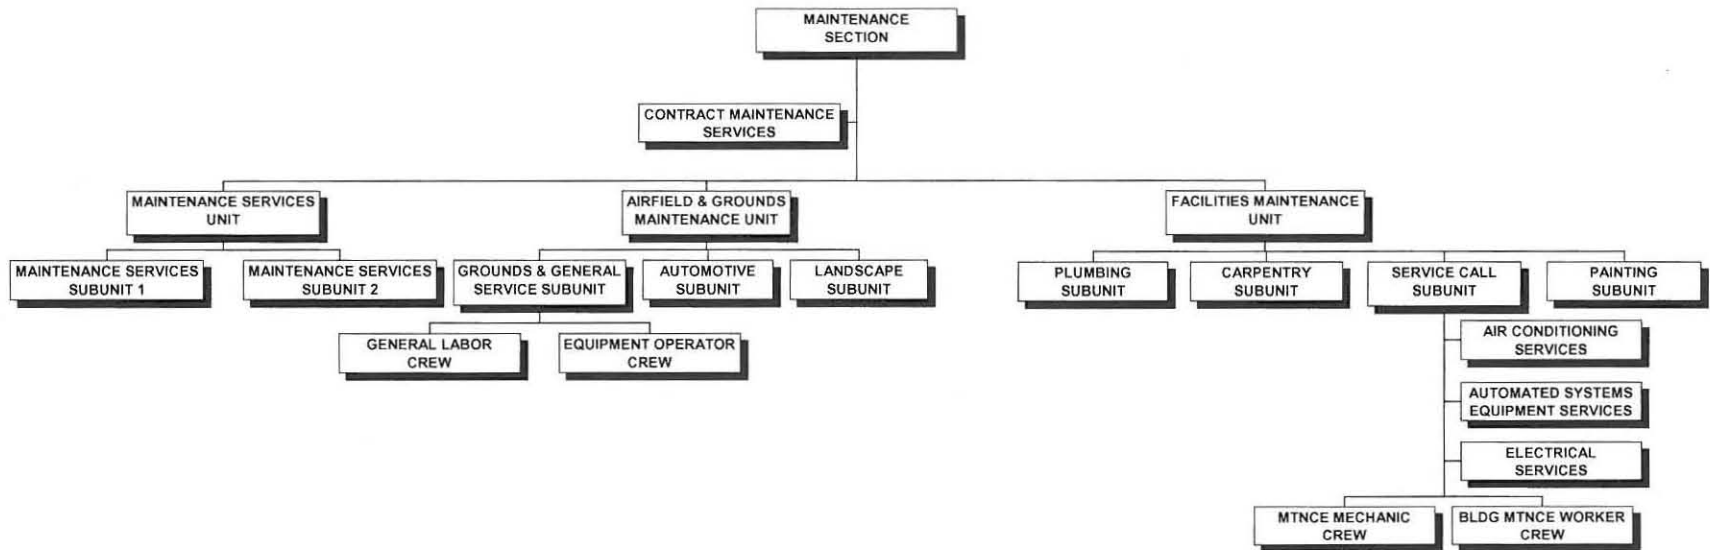 MAINTENANCE
SECTION
CONTRACT MAINTENANCE
SERVICES
MAINTENANCE SERVICES
UNIT
AIRFIELD & GROUNDS
MAINTENANCE UNIT
FACILITIES MAINTENANCE
UNIT
MAINTENANCE SERVICES
SUBUNIT 1
MAINTENANCE SERVICES
SUBUNIT 2
GROUNDS & GENERAL
SERVICE SUBUNIT
AUTOMOTIVE
SUBUNIT
LANDSCAPE
SUBUNIT
PLUMBING
SUBUNIT
CARPENTRY
SUBUNIT
SERVICE CALL
SUBUNIT
PAINTING
SUBUNIT
GENERAL LABOR
CREW
EQUIPMENT OPERATOR
CREW
AIR CONDITIONING
SERVICES
AUTOMATED SYSTEMS
EQUIPMENT SERVICES
ELECTRICAL
SERVICES
MTNCE MECHANIC
CREW
BLDG MTNCE WORKER
CREW